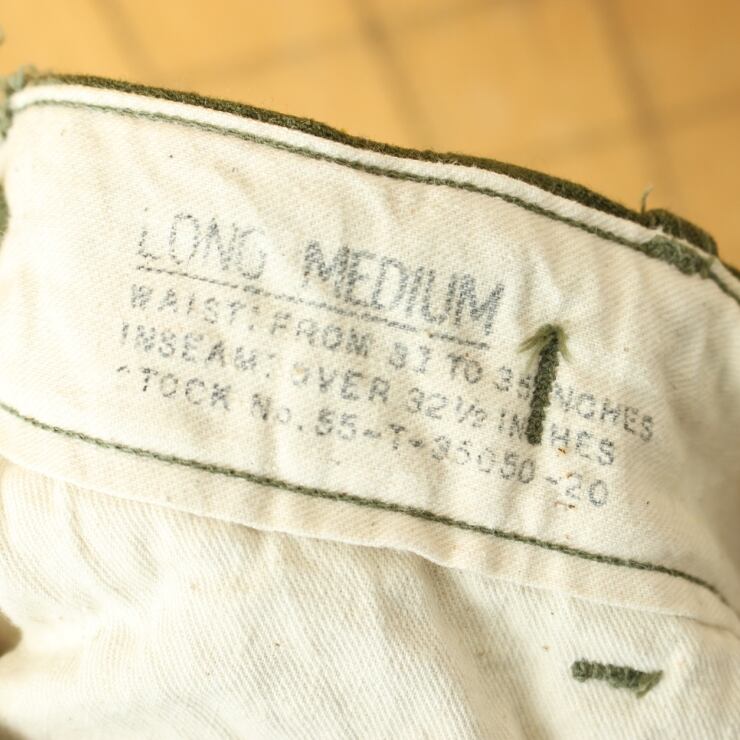 LONG MEDIUM
WAIST: FROM 31 TO 35 INCHES
INSEAM: OVER 32½ INCHES
STOCK No. 55-T-35050-20